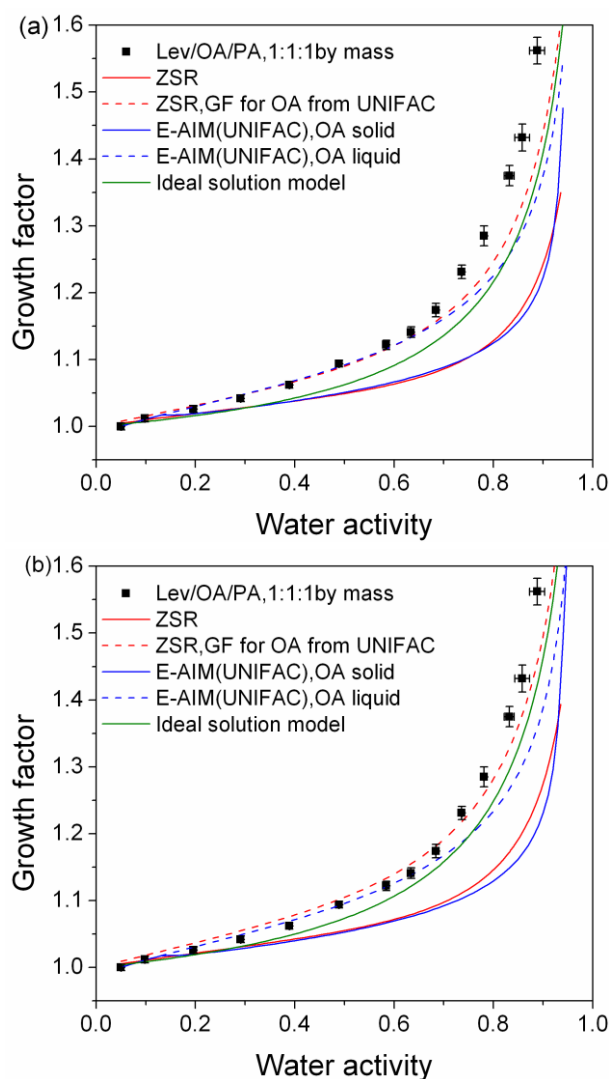 (a)
1.6
1.5
1.4
1.3
1.2
1.1
1.0
Growth factor
Lev/OA/PA,1:1:1by mass
ZSR
ZSR,GF for OA from UNIFAC
E-AIM(UNIFAC),OA solid
E-AIM(UNIFAC),OA liquid
Ideal solution model
0.0 0.2 0.4 0.6 0.8 1.0
Water activity
(b)
1.6
1.5
1.4
1.3
1.2
1.1
1.0
Growth factor
Lev/OA/PA,1:1:1by mass
ZSR
ZSR,GF for OA from UNIFAC
E-AIM(UNIFAC),OA solid
E-AIM(UNIFAC),OA liquid
Ideal solution model
0.0 0.2 0.4 0.6 0.8 1.0
Water activity